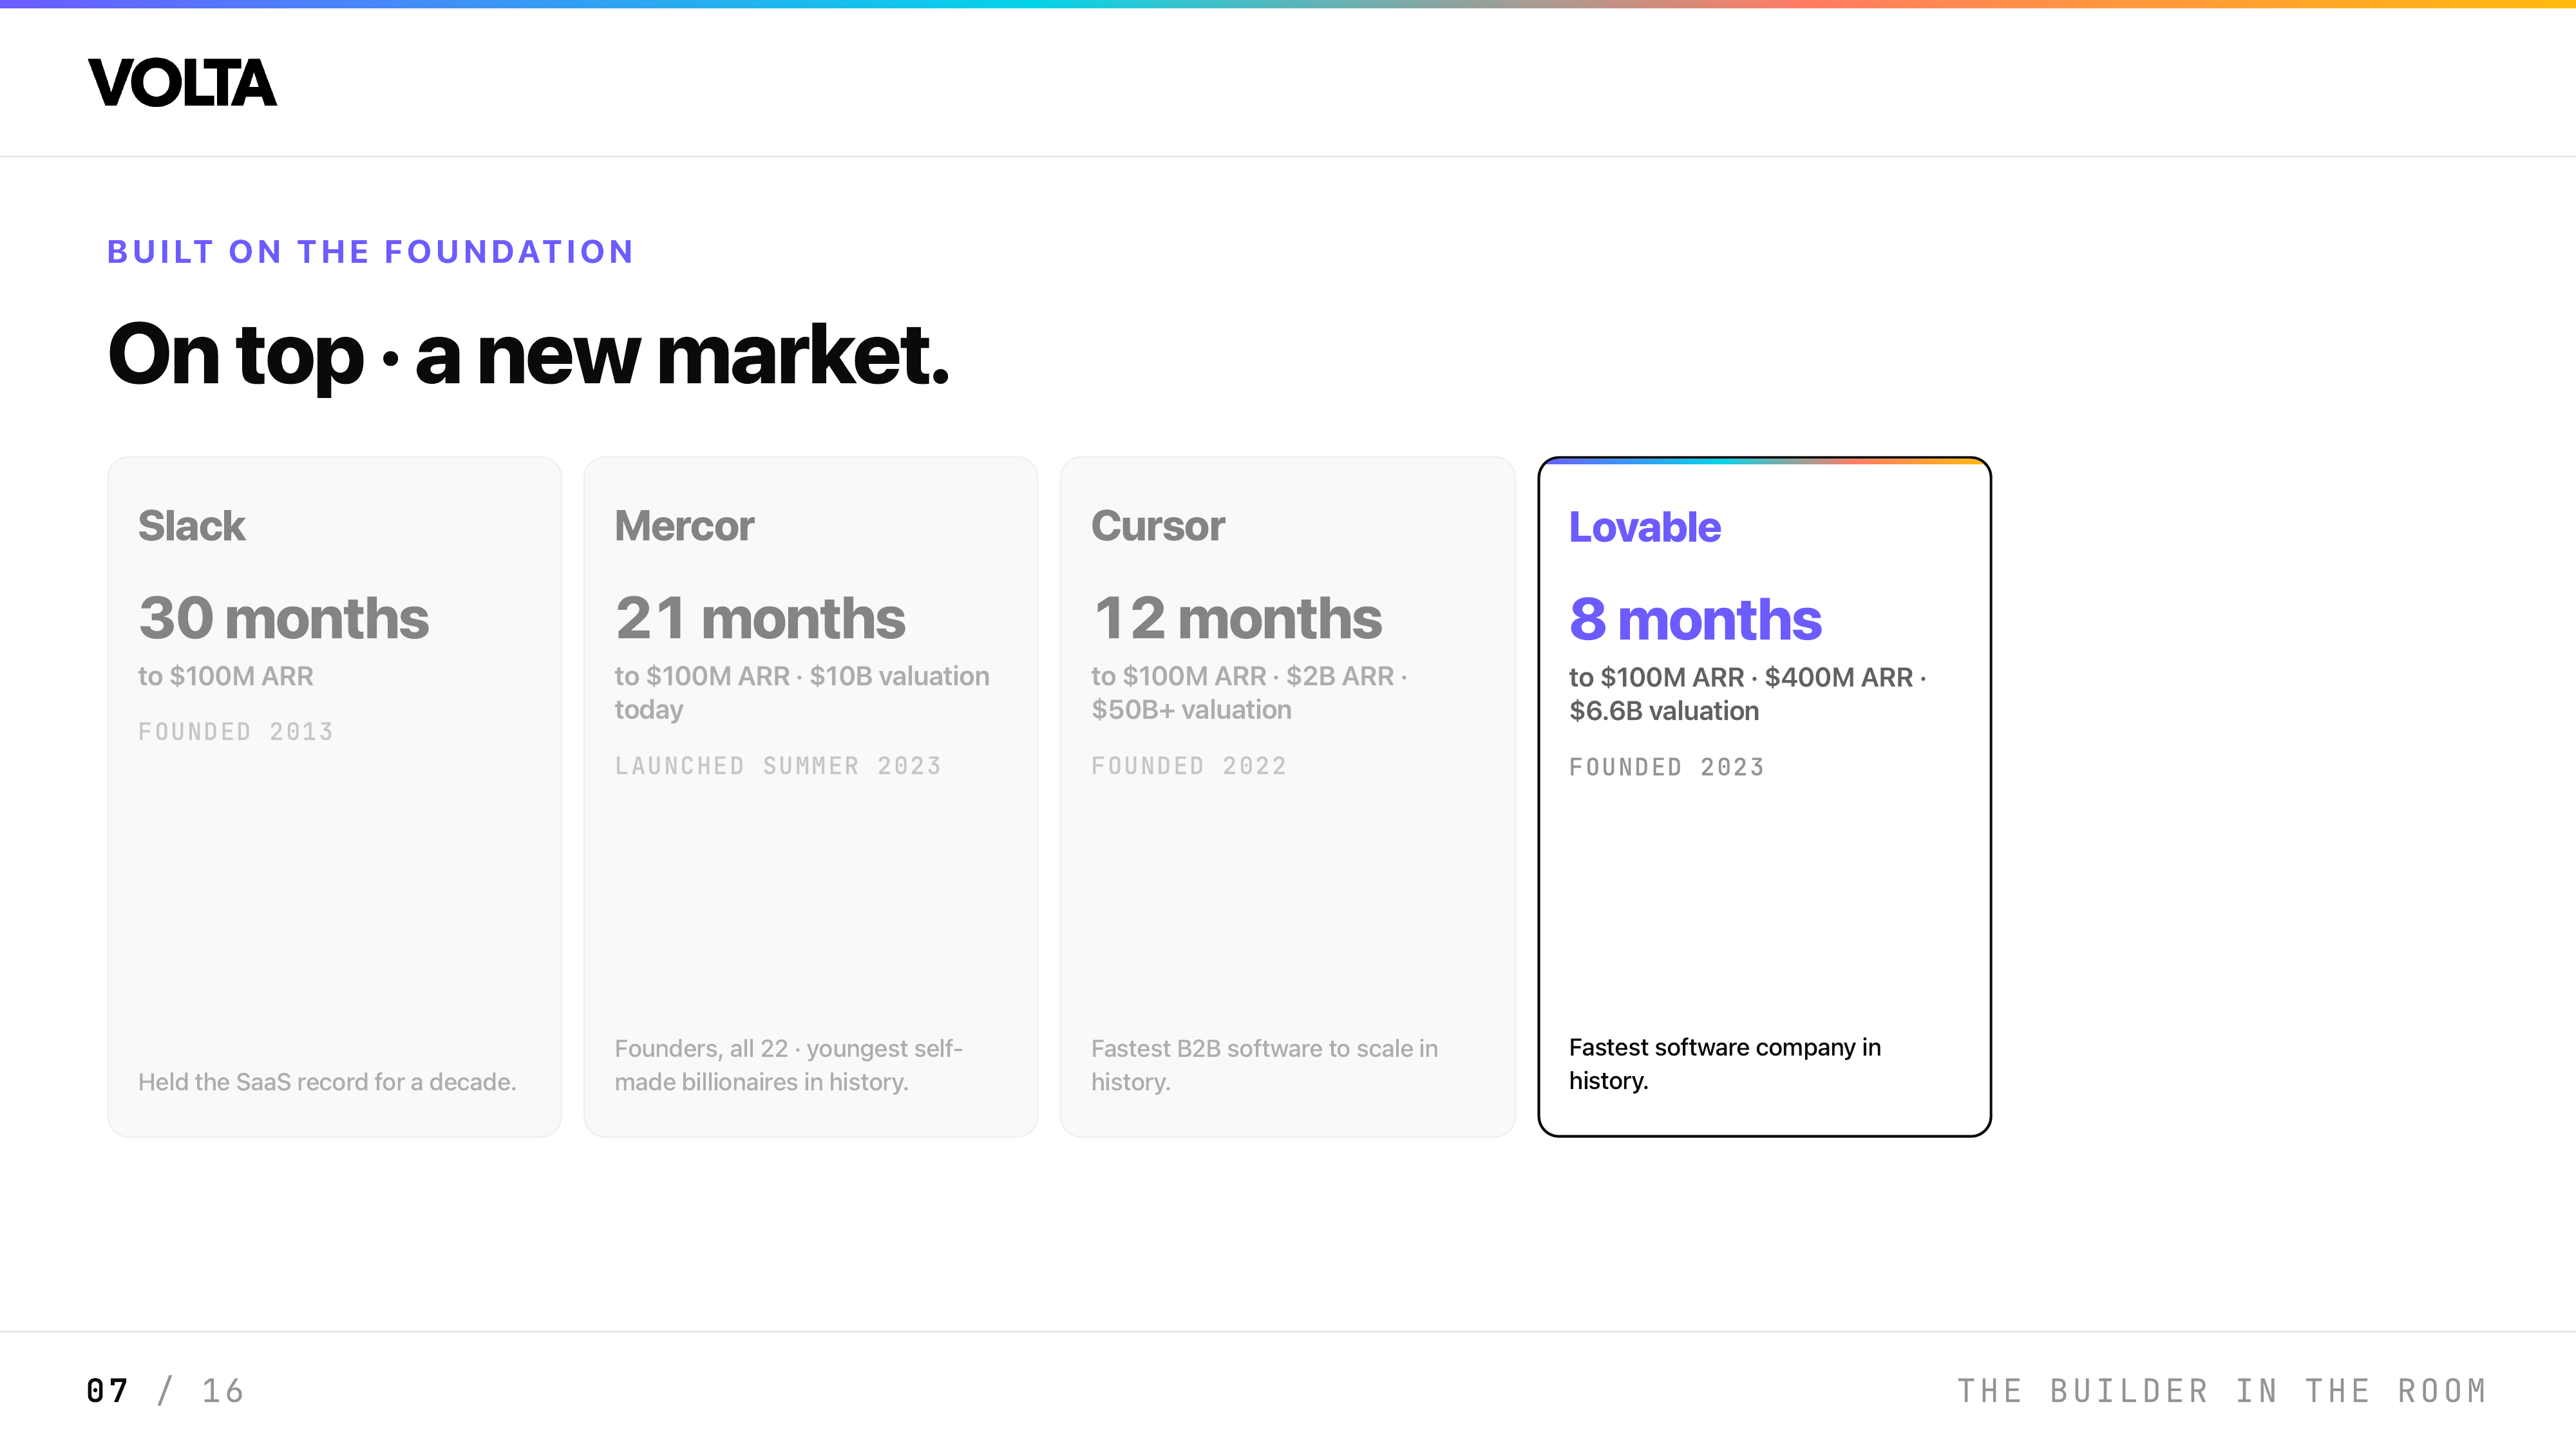 VOLTA
BUILT ON THE FOUNDATION
On top · a new market.
Slack
30 months
to $100M ARR
FOUNDED 2013
Held the SaaS record for a decade.
Mercor
21 months
to $100M ARR · $10B valuation
today
LAUNCHED SUMMER 2023
Founders, all 22 · youngest self-
made billionaires in history.
Cursor
12 months
to $100M ARR · $2B ARR ·
$50B+ valuation
FOUNDED 2022
Fastest B2B software to scale in
history.
Lovable
8 months
to $100M ARR · $400M ARR ·
$6.6B valuation
FOUNDED 2023
Fastest software company in
history.
07 / 16
THE BUILDER IN THE ROOM